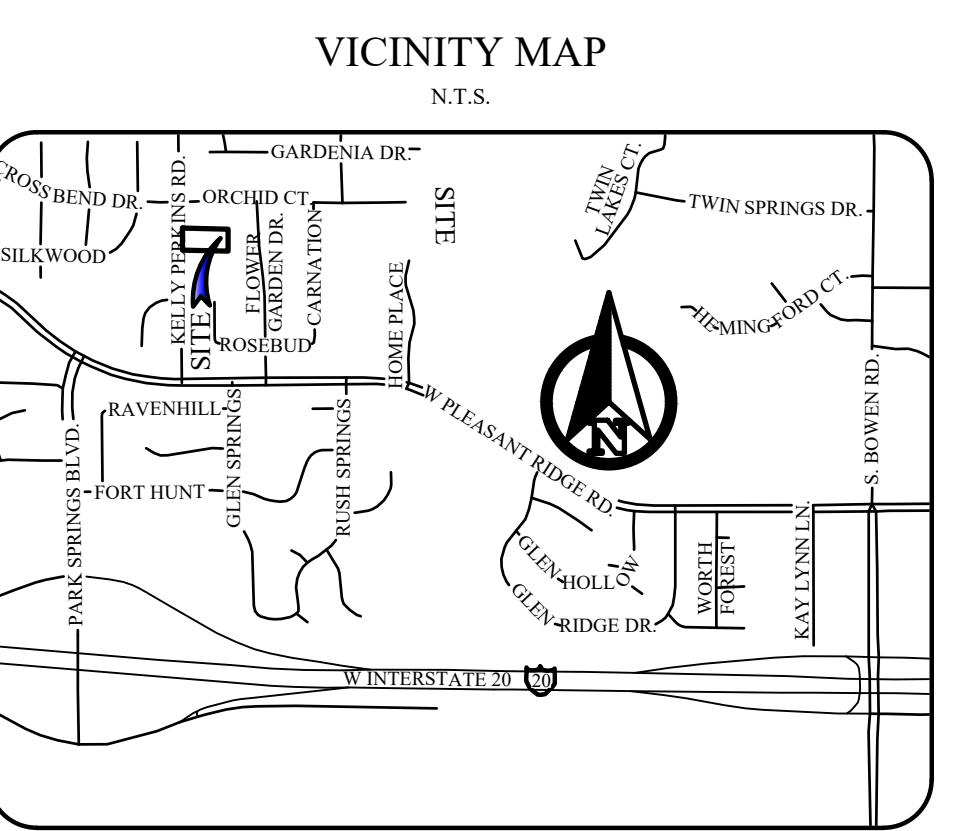 VICINITY MAP
N.T.S.
GARDENIA DR.
CROSS BEND DR.
KELLY PERKINS RD.
ORCHID CT.
SITE
TWIN
LAKES CT.
TWIN SPRINGS DR.
SILKWOOD
FLOWER
GARDEN DR.
CARNATION
HOME PLACE
HEMINGFORD CT.
SITE
ROSEBUD
S. BOWEN RD.
N
W PLEASANT RIDGE RD.
RAVENHILL
GLEN SPRINGS
RUSH SPRINGS
PARK SPRINGS BLVD.
FORT HUNT
KAY LYNN LN.
GLEN HOLLOW
WORTH
FOREST
GLEN RIDGE DR.
W INTERSTATE 20
20